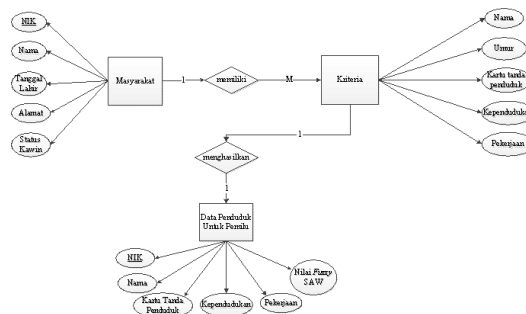 NIK
Nama
Tanggal
Lahir
Alamat
Status
Kawin
Masyarakat
1
memiliki
M
Kriteria
Nama
Umur
Kartu tanda
penduduk
Kependudukan
Pekerjaan
1
menghasilkan
1
Data Penduduk
Untuk Pemilu
NIK
Nama
Kartu Tanda
Penduduk
Kependudukan
Pekerjaan
Nilai Fuzzy
SAW